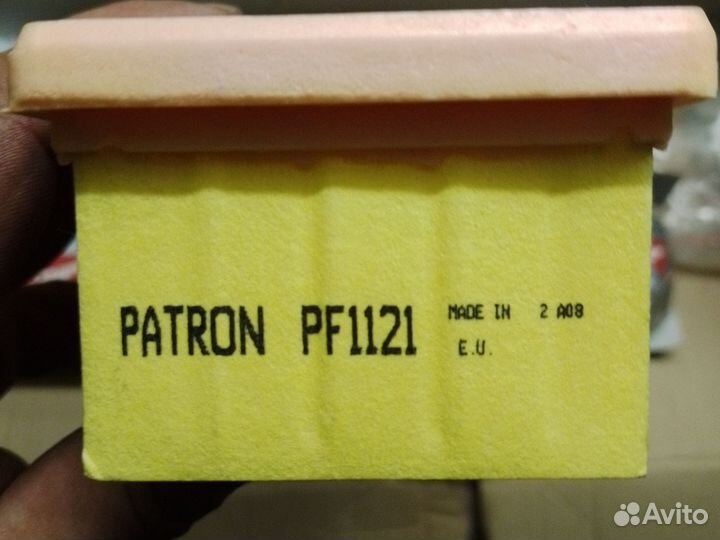 PATRON PF1121 MADE IN 2 A08
E.U.
Avito